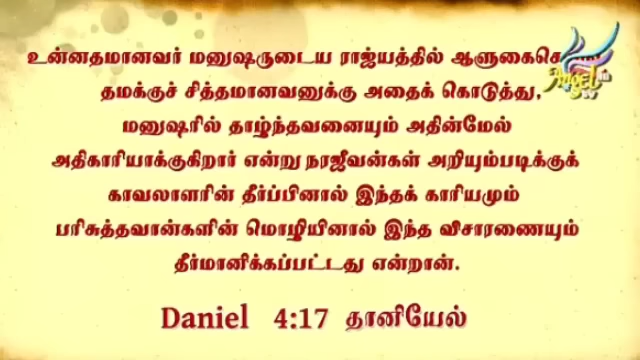 உன்னதமானவர் மனுஷருடைய ராஜ்யத்தில்
Angel TV
தமக்குச் சித்தமானவனுக்கு அதைக் கொடுத்து,
மனுஷரில் தாழ்ந்தவனையும் அதின்மேல்
அதிகாரியாக்குகிறார் என்று நரஜீவன்கள் அறியும்படிக்குக்
காவலாளரின் தீர்ப்பினால் இந்தக் காரியமும்
பரிசுத்தவான்களின் மொழியினால் இந்த விசாரணையும்
தீர்மானிக்கப்பட்டது என்றான்.
Daniel 4:17 தானியேல்